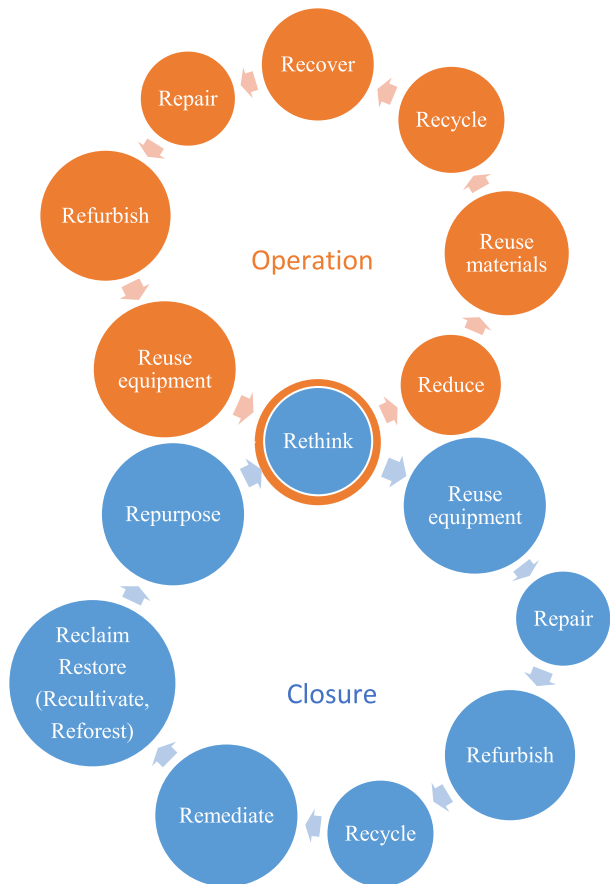 Recover
Repair
Recycle
Refurbish
Reuse
materials
Operation
Reuse
equipment
Reduce
Rethink
Repurpose
Reuse
equipment
Repair
Reclaim
Restore
(Recultivate,
Reforest)
Closure
Refurbish
Remediate
Recycle